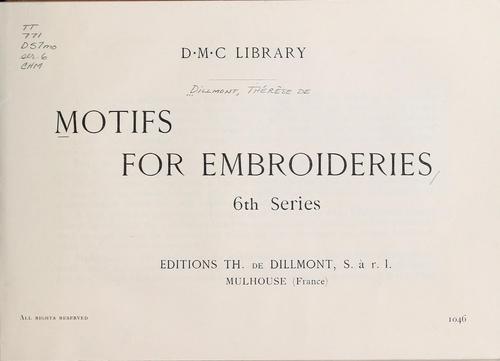 TT
771
D57mo
ser. 6
CHM
D·M·C LIBRARY
DILLMONT, THÉRÈSE DE
MOTIFS
FOR EMBROIDERIES
6th Series
EDITIONS TH. DE DILLMONT, S. à r. l.
MULHOUSE (France)
ALL RIGHTS RESERVED
1046